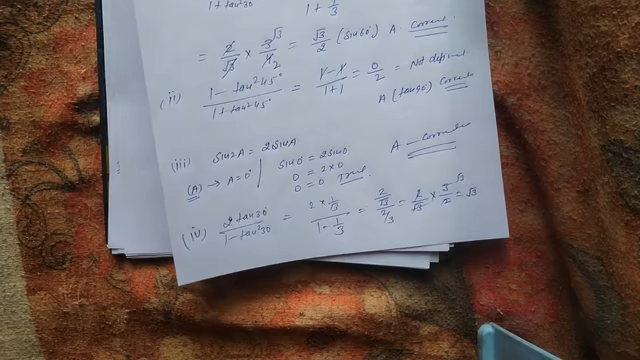 1 + tan²30 1 + 1/3
= 2/√3 × 3^√3/4_2 = √3/2 (sin60°) A - Correct
(ii) 1 - tan²45°/1 + tan²45° = 1 - 1/1 + 1 = 0/2 = Not defined
A (tan90) Correct
(iii) sin2A = 2sinA
(A) → A = 0° | sin0 = 2sin0 A - Correct
0 = 2 × 0
0 = 0 True
(iv) 2 tan30°/1 - tan²30 = 2 × 1/√3/1 - 1/3 = 2/√3/2/3 = 2/√3 × 3^√3/2 = √3